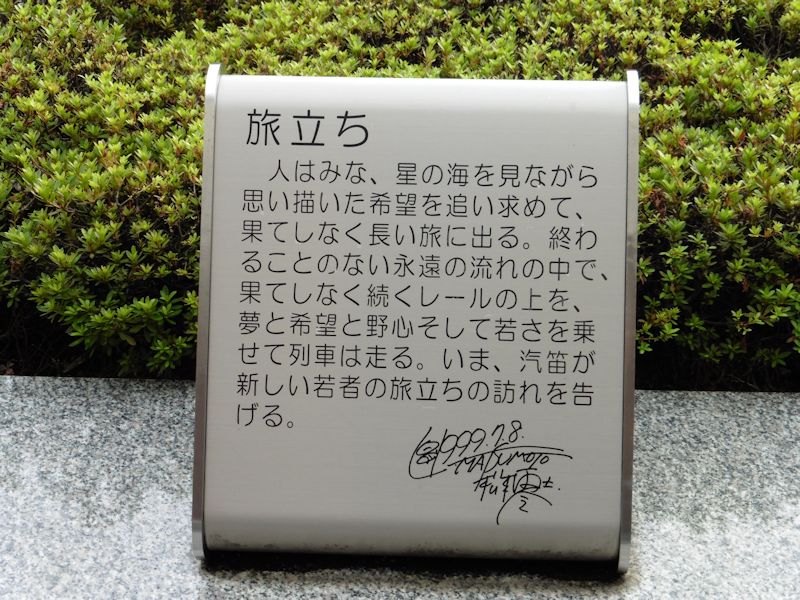 旅立ち
人はみな、星の海を見ながら
思い描いた希望を追い求めて、
果てしなく長い旅に出る。終わ
ることのない永遠の流れの中で、
果てしなく続くレールの上を、
夢と希望と野心そして若さを乗
せて列車は走る。いま、汽笛が
新しい若者の旅立ちの訪れを告
げる。
1999.7.8.
MATUMOTO
松本零士